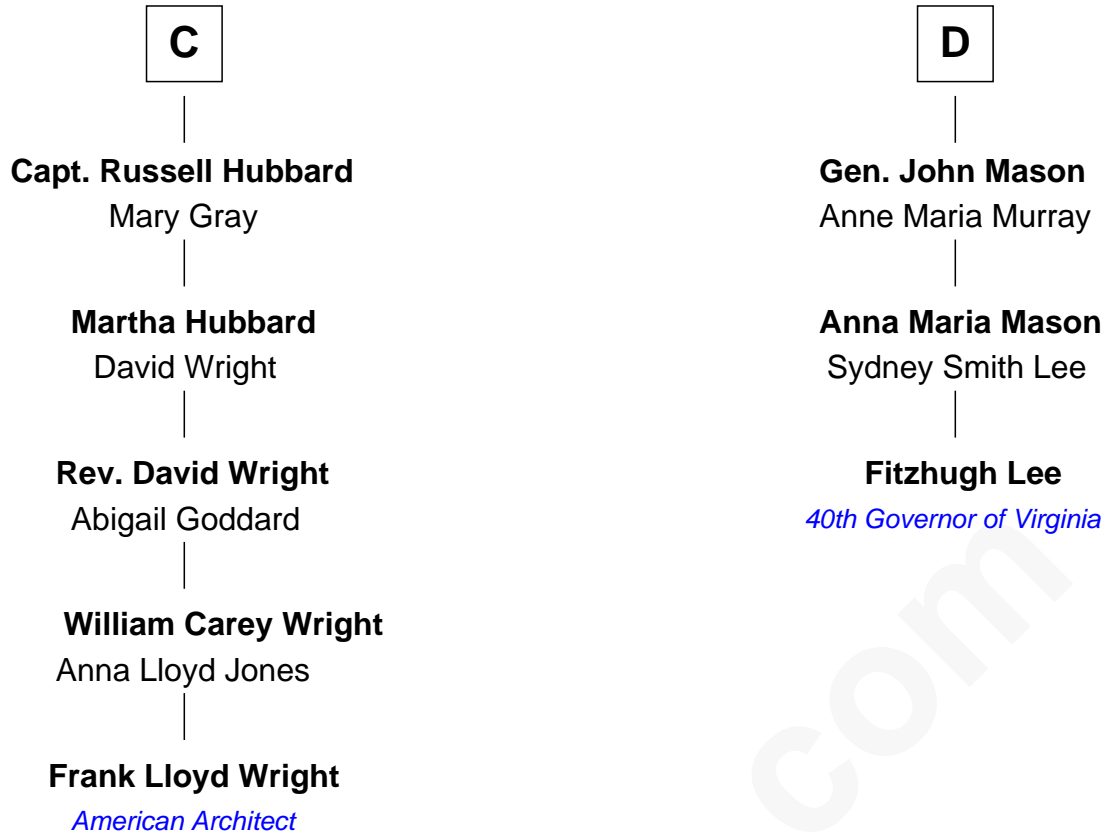 C
Capt. Russell Hubbard
Mary Gray
Martha Hubbard
David Wright
Rev. David Wright
Abigail Goddard
William Carey Wright
Anna Lloyd Jones
Frank Lloyd Wright
American Architect
D
Gen. John Mason
Anne Maria Murray
Anna Maria Mason
Sydney Smith Lee
Fitzhugh Lee
40th Governor of Virginia
com